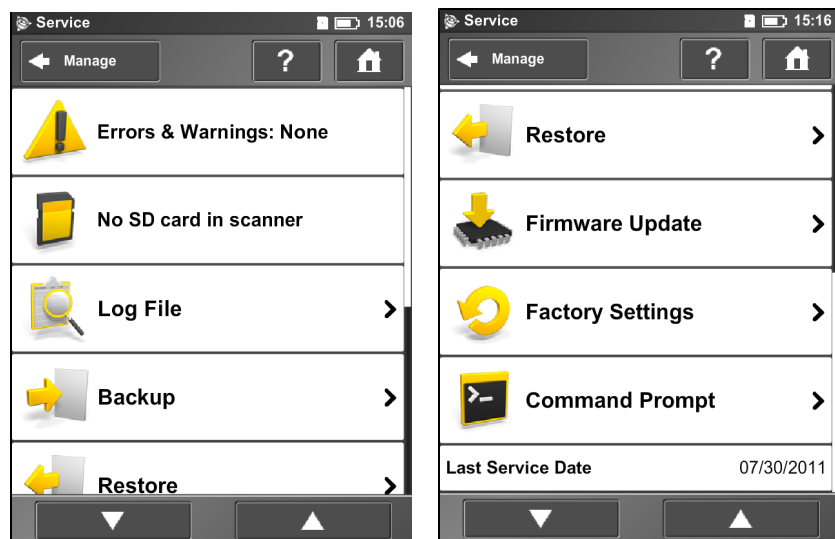 Service 15:06
Manage ?
Errors & Warnings: None
No SD card in scanner
Log File
Backup
Restore
Service 15:16
Manage ?
Restore
Firmware Update
Factory Settings
>_
Command Prompt
Last Service Date 07/30/2011